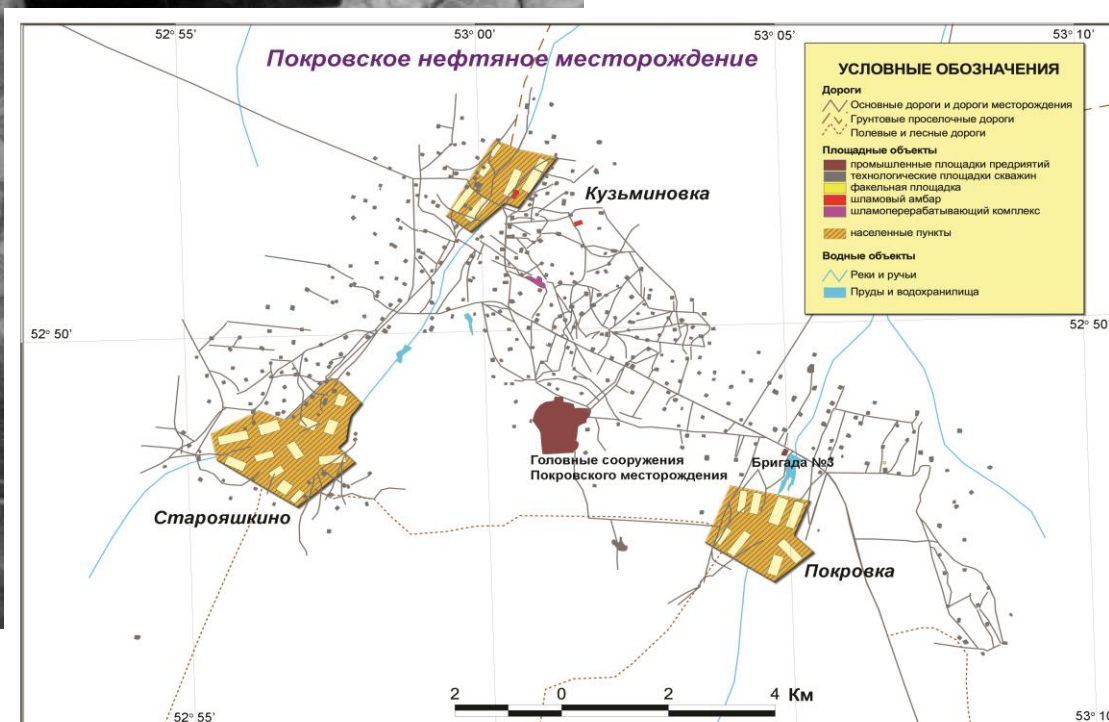 52° 55'
53° 00'
53° 05'
53° 10'
Покровское нефтяное месторождение
УСЛОВНЫЕ ОБОЗНАЧЕНИЯ
Дороги
Основные дороги и дороги месторождения
Грунтовые проселочные дороги
Полевые и лесные дороги
Площадные объекты
промышленные площадки предприятий
технологические площадки скважин
факельная площадка
шламовый амбар
шламоперерабатывающий комплекс
населенные пункты
Водные объекты
Реки и ручьи
Пруды и водохранилища
Кузьминовка
52° 50'
52° 50'
Головные сооружения
Покровского месторождения
Бригада №3
Старояшкино
Покровка
2 0 2 4 Км
52° 55'
53° 10'